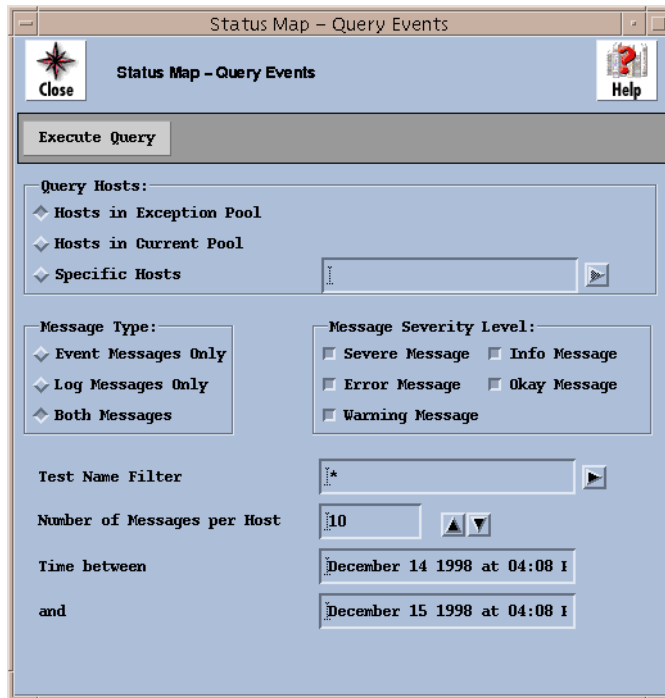 Status Map – Query Events
Close
Status Map – Query Events
Help
Execute Query
Query Hosts:
Hosts in Exception Pool
Hosts in Current Pool
Specific Hosts
Message Type:
Event Messages Only
Log Messages Only
Both Messages
Message Severity Level:
Severe Message Info Message
Error Message Okay Message
Warning Message
Test Name Filter *
Number of Messages per Host 10
Time between December 14 1998 at 04:08
and December 15 1998 at 04:08